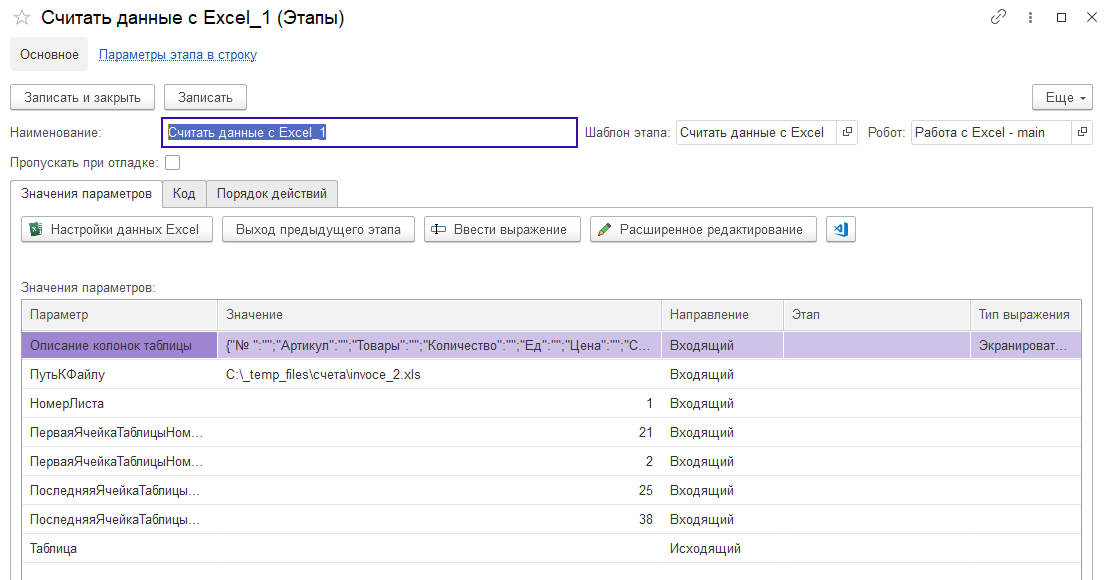 Считать данные с Excel_1 (Этапы)
Основное Параметры этапа в строку
Записать и закрыть Записать Еще
Наименование: Считать данные с Excel_1 Шаблон этапа: Считать данные с Excel Робот: Работа с Excel - main
Пропускать при отладке:
Значения параметров Код Порядок действий
Настройки данных Excel Выход предыдущего этапа Ввести выражение Расширенное редактирование
Значения параметров:
Параметр Значение Направление Этап Тип выражения
Описание колонок таблицы {"№ ":"";"Артикул":"";"Товары":"";"Количество":"";"Ед":"";"Цена":"";"С... Входящий Экранироват...
ПутьКФайлу C:\_temp_files\счета\invoce_2.xls Входящий
НомерЛиста 1 Входящий
ПерваяЯчейкаТаблицыНом... 21 Входящий
ПерваяЯчейкаТаблицыНом... 2 Входящий
ПоследняяЯчейкаТаблицы... 25 Входящий
ПоследняяЯчейкаТаблицы... 38 Входящий
Таблица Исходящий